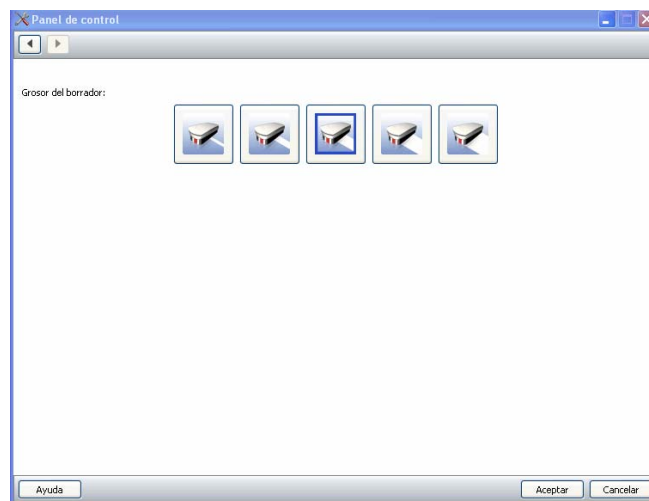 Panel de control
Grosor del borrador:
Ayuda
Aceptar
Cancelar